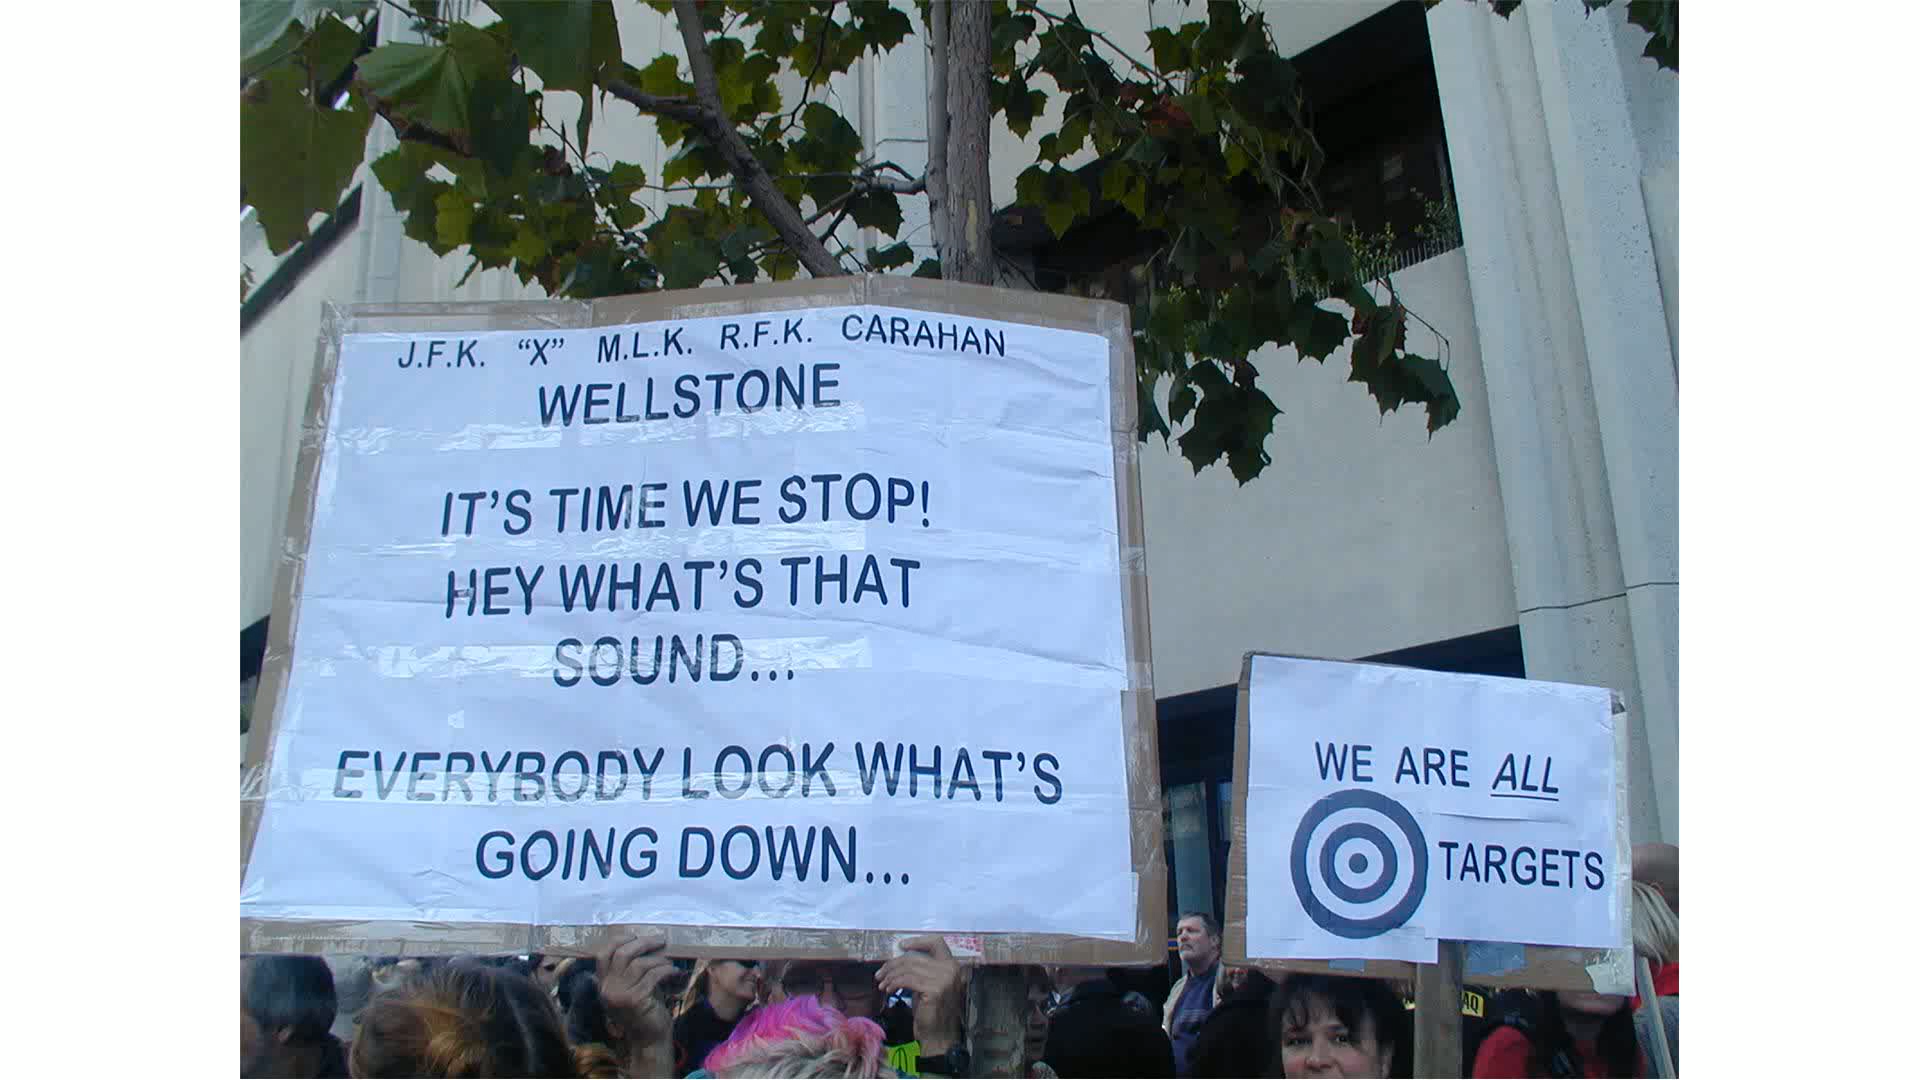 J.F.K. “X” M.L.K. R.F.K. CARAHAN
WELLSTONE
IT’S TIME WE STOP!
HEY WHAT’S THAT
SOUND...
EVERYBODY LOOK WHAT’S
GOING DOWN...
WE ARE ALL
TARGETS
AQ